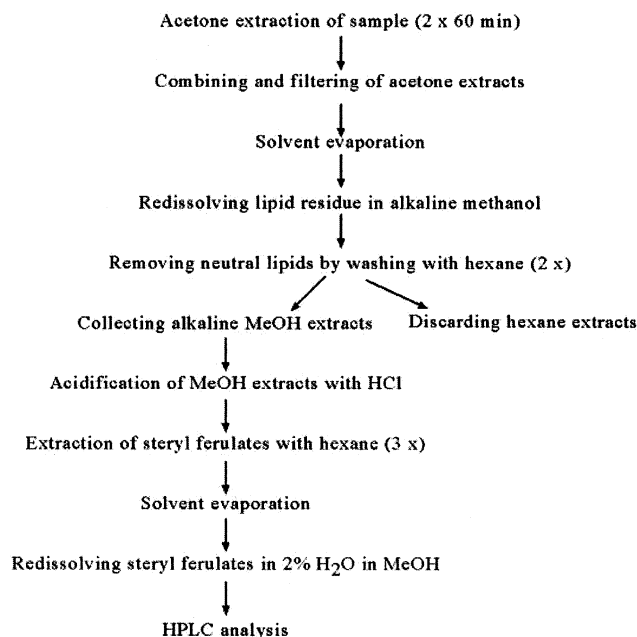 Acetone extraction of sample (2 x 60 min)
Combining and filtering of acetone extracts
Solvent evaporation
Redissolving lipid residue in alkaline methanol
Removing neutral lipids by washing with hexane (2 x)
Collecting alkaline MeOH extracts
Discarding hexane extracts
Acidification of MeOH extracts with HCl
Extraction of steryl ferulates with hexane (3 x)
Solvent evaporation
Redissolving steryl ferulates in 2% H₂O in MeOH
HPLC analysis